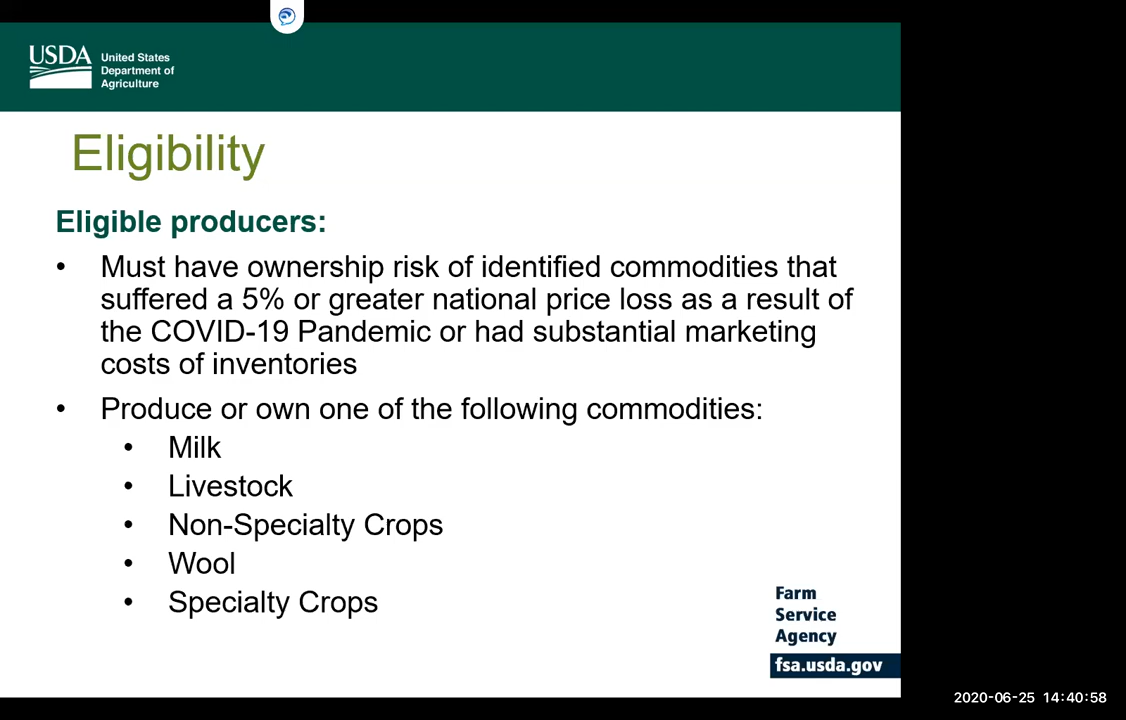 USDA
United States
Department of
Agriculture
Eligibility
Eligible producers:
• Must have ownership risk of identified commodities that
suffered a 5% or greater national price loss as a result of
the COVID-19 Pandemic or had substantial marketing
costs of inventories
• Produce or own one of the following commodities:
• Milk
• Livestock
• Non-Specialty Crops
• Wool
• Specialty Crops
Farm
Service
Agency
fsa.usda.gov
2020-06-25 14:40:58